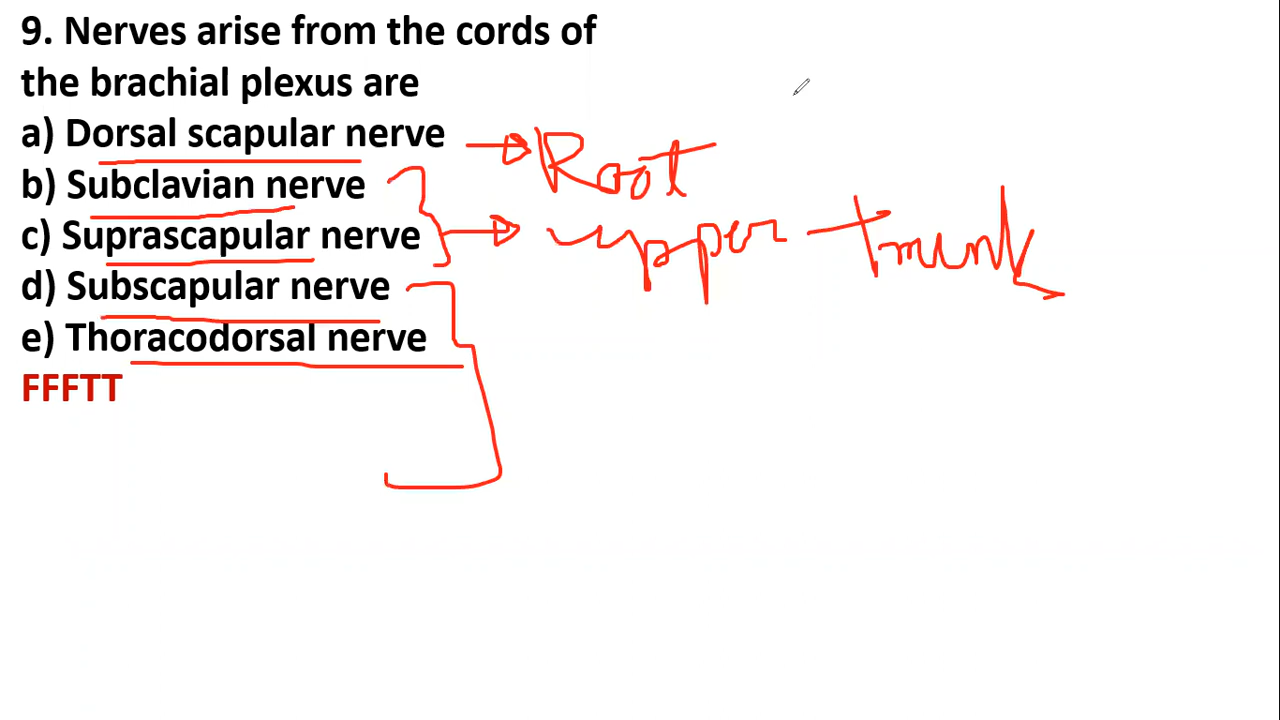 9. Nerves arise from the cords of
the brachial plexus are
a) Dorsal scapular nerve
Root
b) Subclavian nerve
c) Suprascapular nerve
upper trunk
d) Subscapular nerve
e) Thoracodorsal nerve
FFFTT